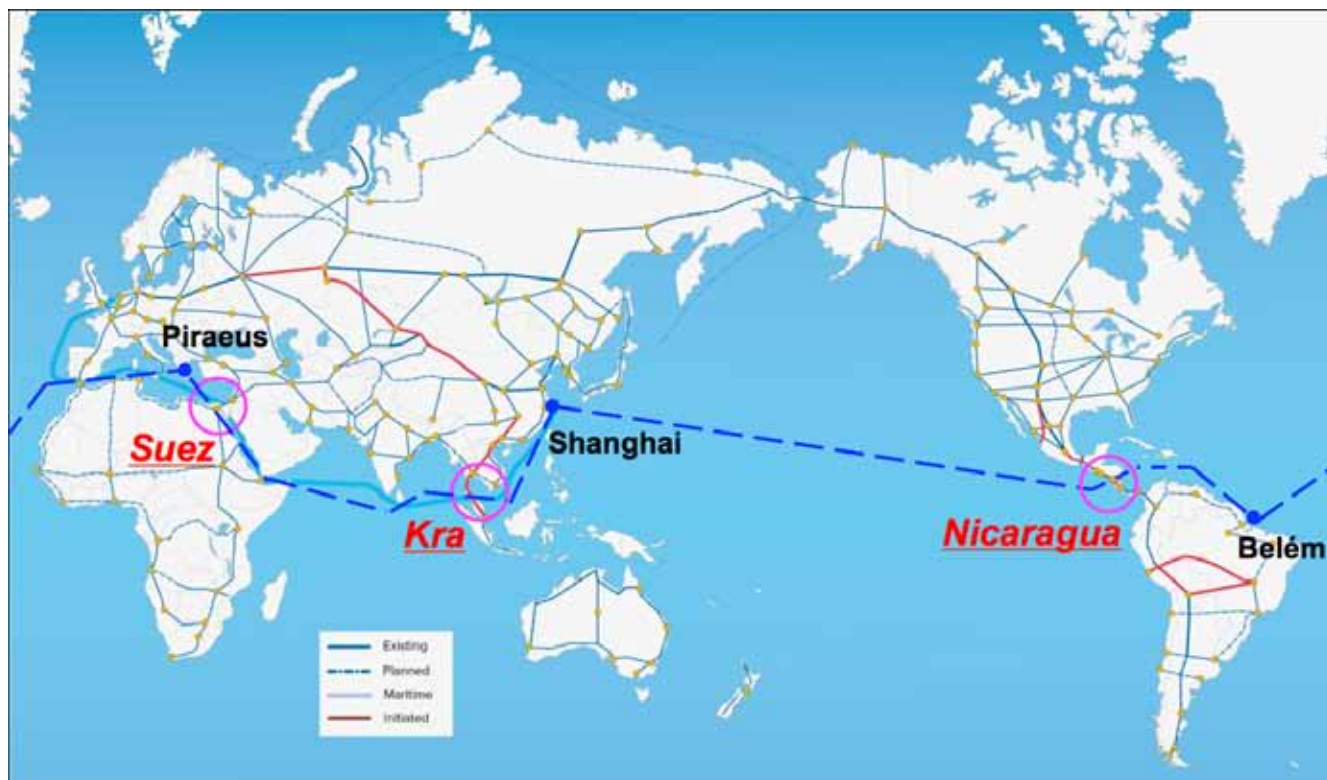 Piraeus
Suez
Shanghai
Kra
Nicaragua
Belém
Existing
Planned
Maritime
Initiated